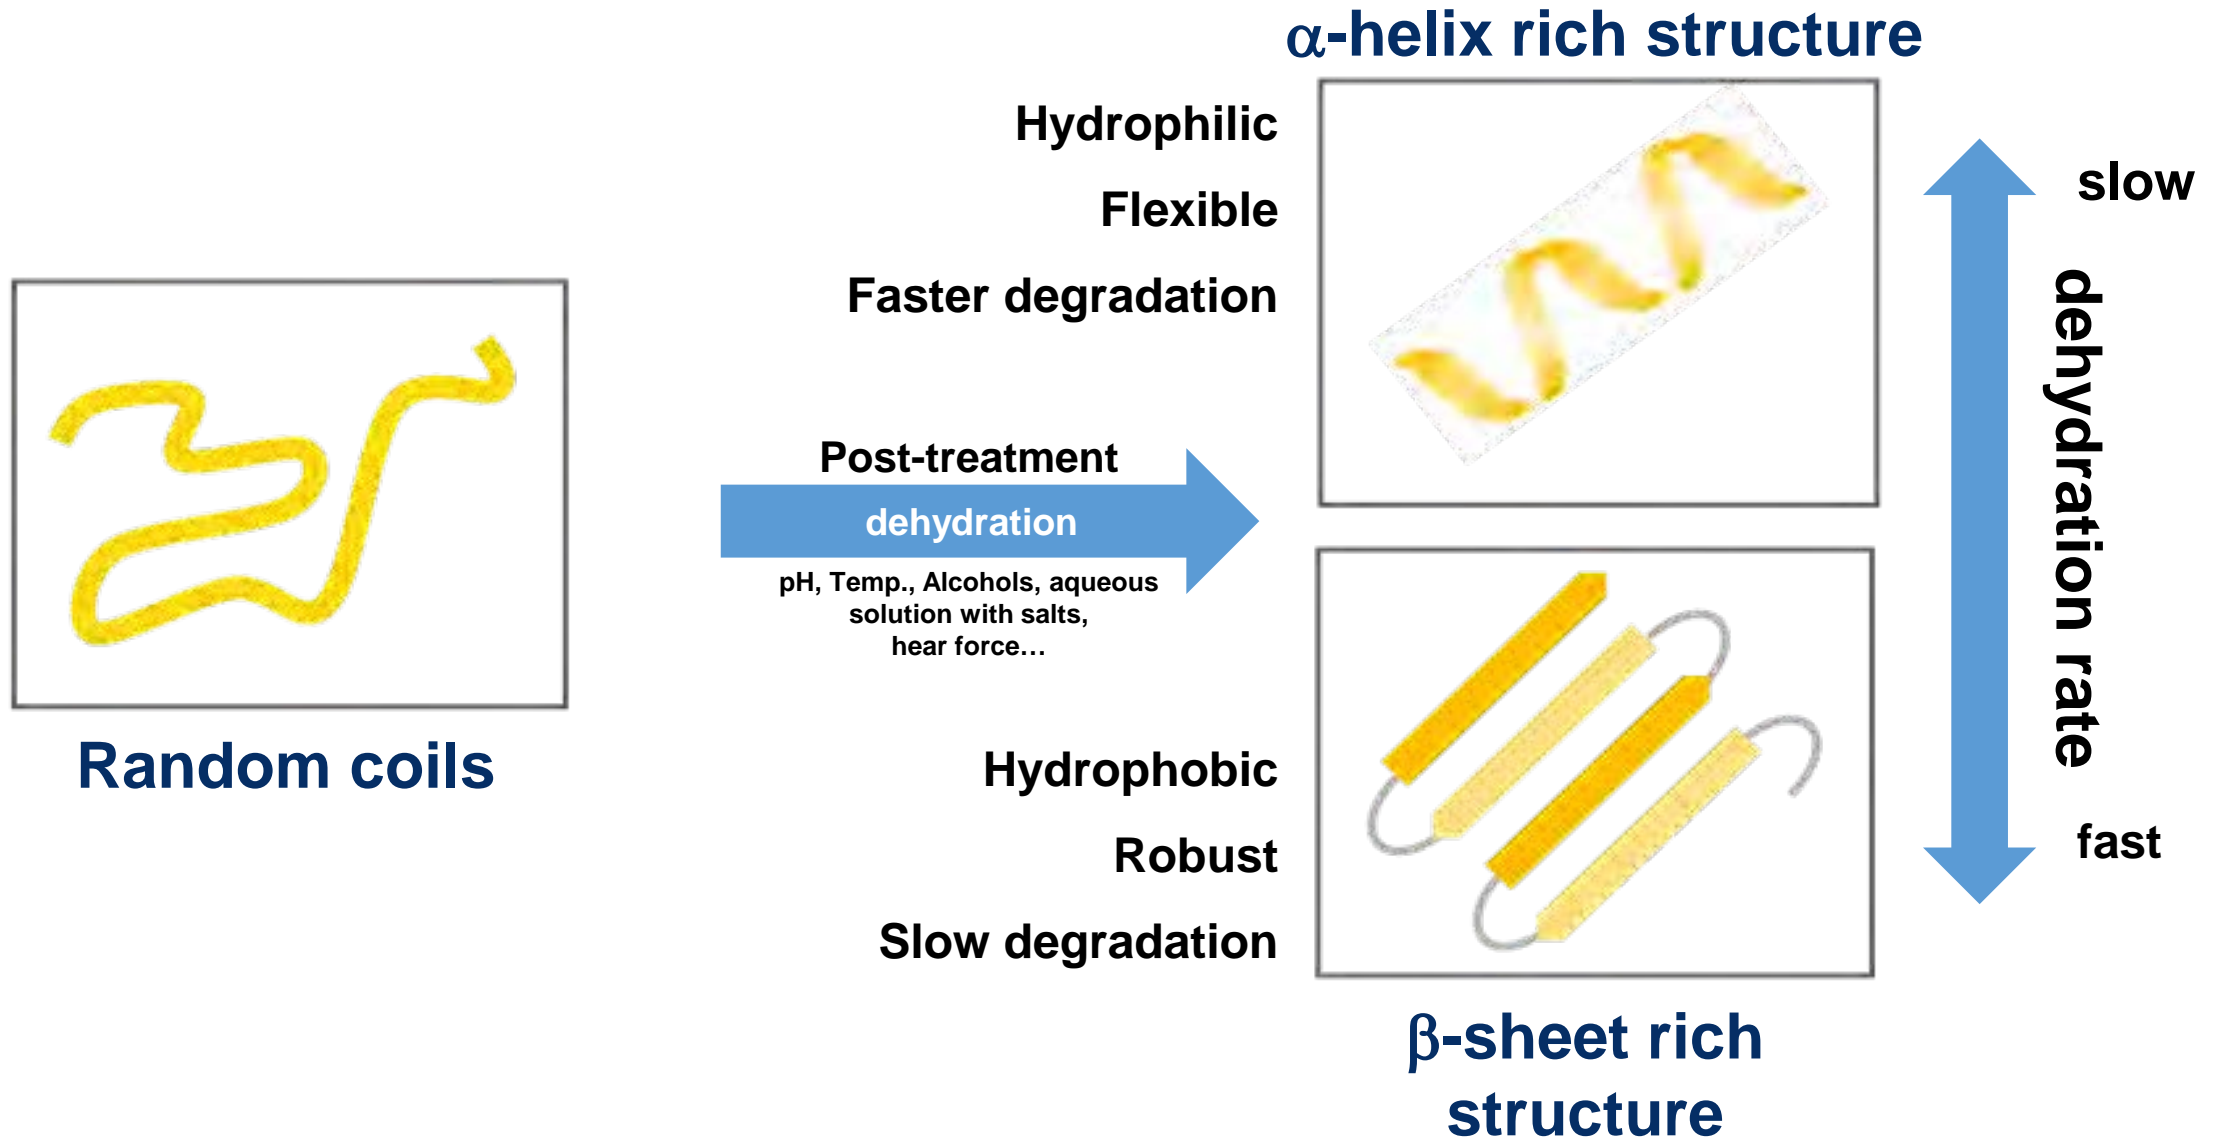 α-helix rich structure
Hydrophilic
Flexible
Faster degradation
slow
dehydration rate
fast
Post-treatment
dehydration
pH, Temp., Alcohols, aqueous
solution with salts,
hear force…
Random coils
Hydrophobic
Robust
Slow degradation
β-sheet rich
structure